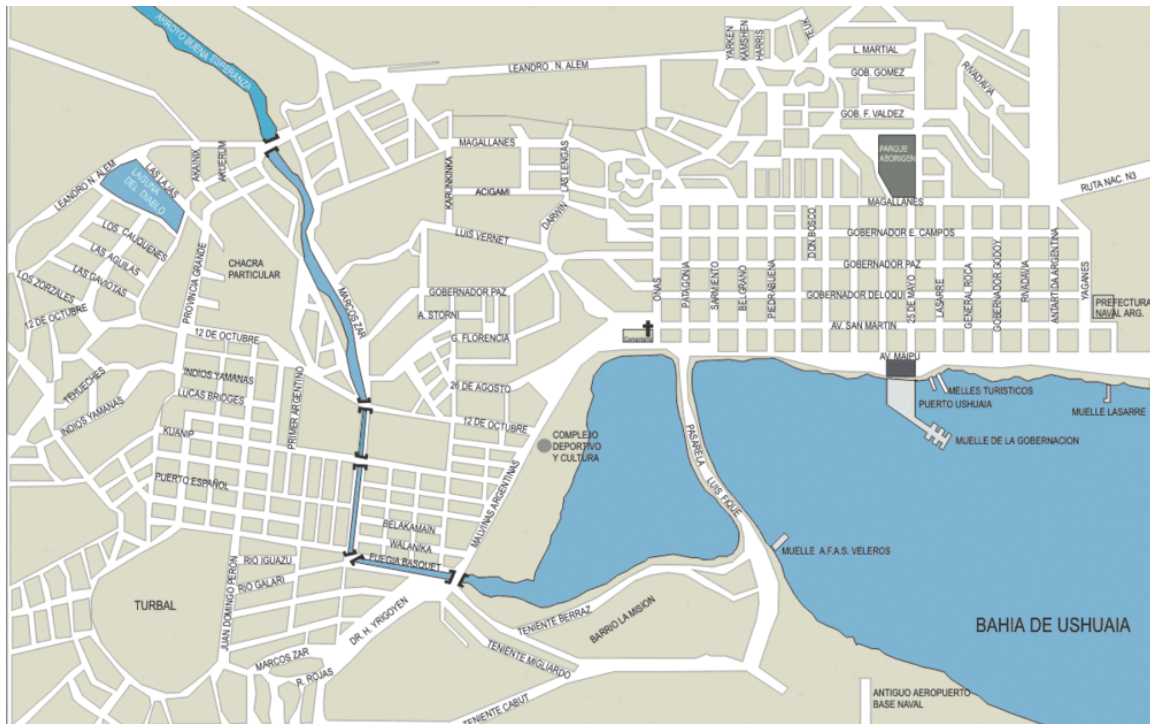 ARROYO BUENA ESPERANZA
LEANDRO N. ALEM
YARKEN
KAMSHEN
HARRIS
TEUK
L. MARTIAL
GOB. GOMEZ
RIVADAVIA
GOB. F. VALDEZ
PARQUE
ABORIGEN
RUTA NAC. N3
MAGALLANES
MAGALLANES
LEANDRO N. ALEM
LAS LAJAS
LAGUNA
DEL DIABLO
AKAINIX
AKUERUM
KARUNKINKA
ACIGAMI
LAS LENGAS
DARWIN
LUIS VERNET
LOS CAUQUENES
LAS AGUILAS
LAS GAVIOTAS
LOS ZORZALES
12 DE OCTUBRE
PROVINCIA GRANDE
CHACRA
PARTICULAR
MARCOS ZAR
DON BOSCO
GOBERNADOR E. CAMPOS
GOBERNADOR PAZ
GOBERNADOR DELOQUI
AV. SAN MARTIN
AV. MAIPU
ONAS
PATAGONIA
SARMIENTO
BELGRANO
PIEDRABUENA
25 DE MAYO
LASARRE
GENERAL ROCA
GOBERNADOR GODOY
RIVADAVIA
ANTARTIDA ARGENTINA
YAGANES
PREFECTURA
NAVAL ARG.
GOBERNADOR PAZ
A. STORNI
G. FLORENCIA
12 DE OCTUBRE
INDIOS YAMANAS
LUCAS BRIDGES
PRIMER ARGENTINO
TEHUECHES
INDIOS YAMANAS
KUANIP
PUERTO ESPAÑOL
26 DE AGOSTO
12 DE OCTUBRE
COMPLEJO
DEPORTIVO
Y CULTURA
MALVINAS ARGENTINAS
PASARELA LUIS FIQUE
MELLES TURISTICOS
PUERTO USHUAIA
MUELLE LASARRE
MUELLE DE LA GOBERNACION
MUELLE A.F.A.S. VELEROS
BELAKAMAIN
WALANIKA
FUEGIA BASQUET
RIO IGUAZU
RIO GALARI
JUAN DOMINGO PERON
TURBAL
DR. H. YRIGOYEN
MARCOS ZAR
R. ROJAS
TENIENTE BERRAZ
BARRIO LA MISION
TENIENTE MIGLIARDO
TENIENTE CABUT
BAHIA DE USHUAIA
ANTIGUO AEROPUERTO
BASE NAVAL